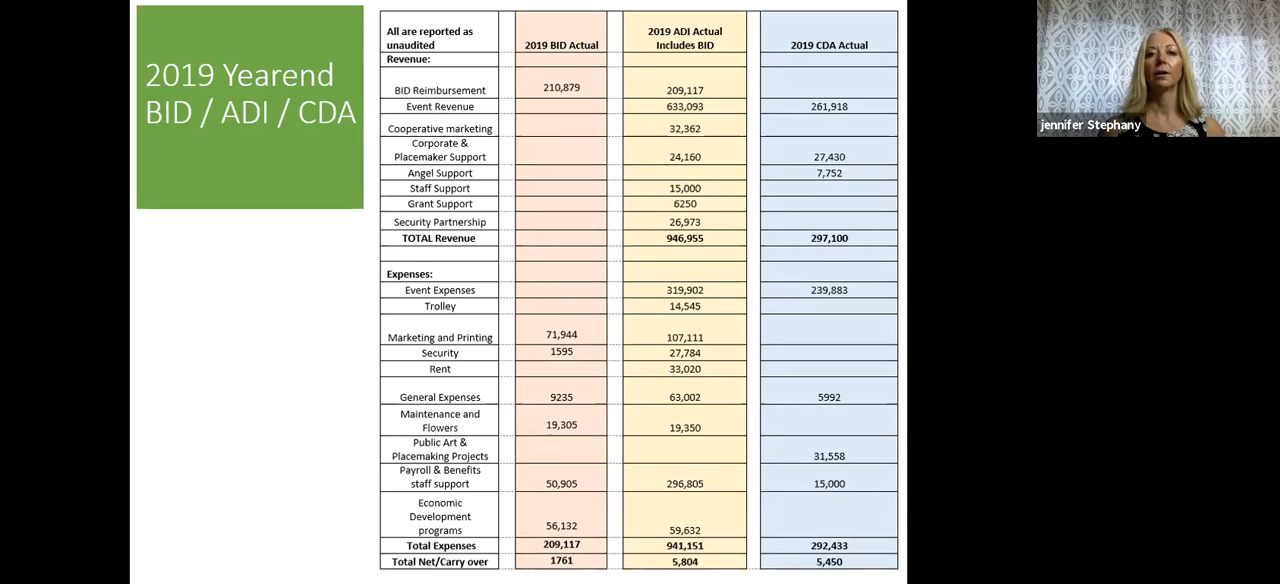 2019 Yearend
BID / ADI / CDA
All are reported as unaudited 2019 BID Actual 2019 ADI Actual Includes BID 2019 CDA Actual
Revenue:
BID Reimbursement 210,879 209,117
Event Revenue 633,093 261,918
Cooperative marketing 32,362
Corporate & Placemaker Support 24,160 27,430
Angel Support 7,752
Staff Support 15,000
Grant Support 6250
Security Partnership 26,973
TOTAL Revenue 946,955 297,100
Expenses:
Event Expenses 319,902 239,883
Trolley 14,545
Marketing and Printing 71,944 107,111
Security 1595 27,784
Rent 33,020
General Expenses 9235 63,002 5992
Maintenance and Flowers 19,305 19,350
Public Art & Placemaking Projects 31,558
Payroll & Benefits staff support 50,905 296,805 15,000
Economic Development programs 56,132 59,632
Total Expenses 209,117 941,151 292,433
Total Net/Carry over 1761 5,804 5,450
jennifer Stephany